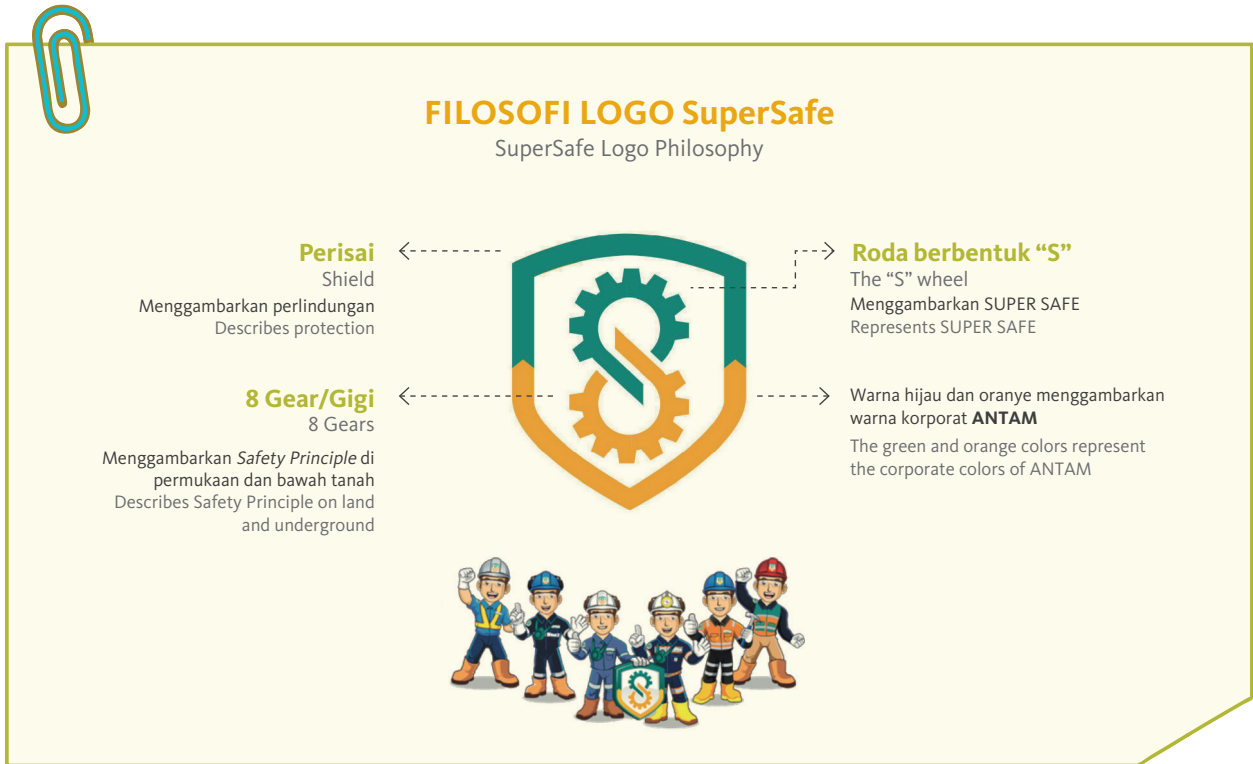 FILOSOFI LOGO SuperSafe
SuperSafe Logo Philosophy
Perisai
Shield
Menggambarkan perlindungan
Describes protection
Roda berbentuk “S”
The “S” wheel
Menggambarkan SUPER SAFE
Represents SUPER SAFE
8 Gear/Gigi
8 Gears
Menggambarkan Safety Principle di
permukaan dan bawah tanah
Describes Safety Principle on land
and underground
Warna hijau dan oranye menggambarkan
warna korporat ANTAM
The green and orange colors represent
the corporate colors of ANTAM